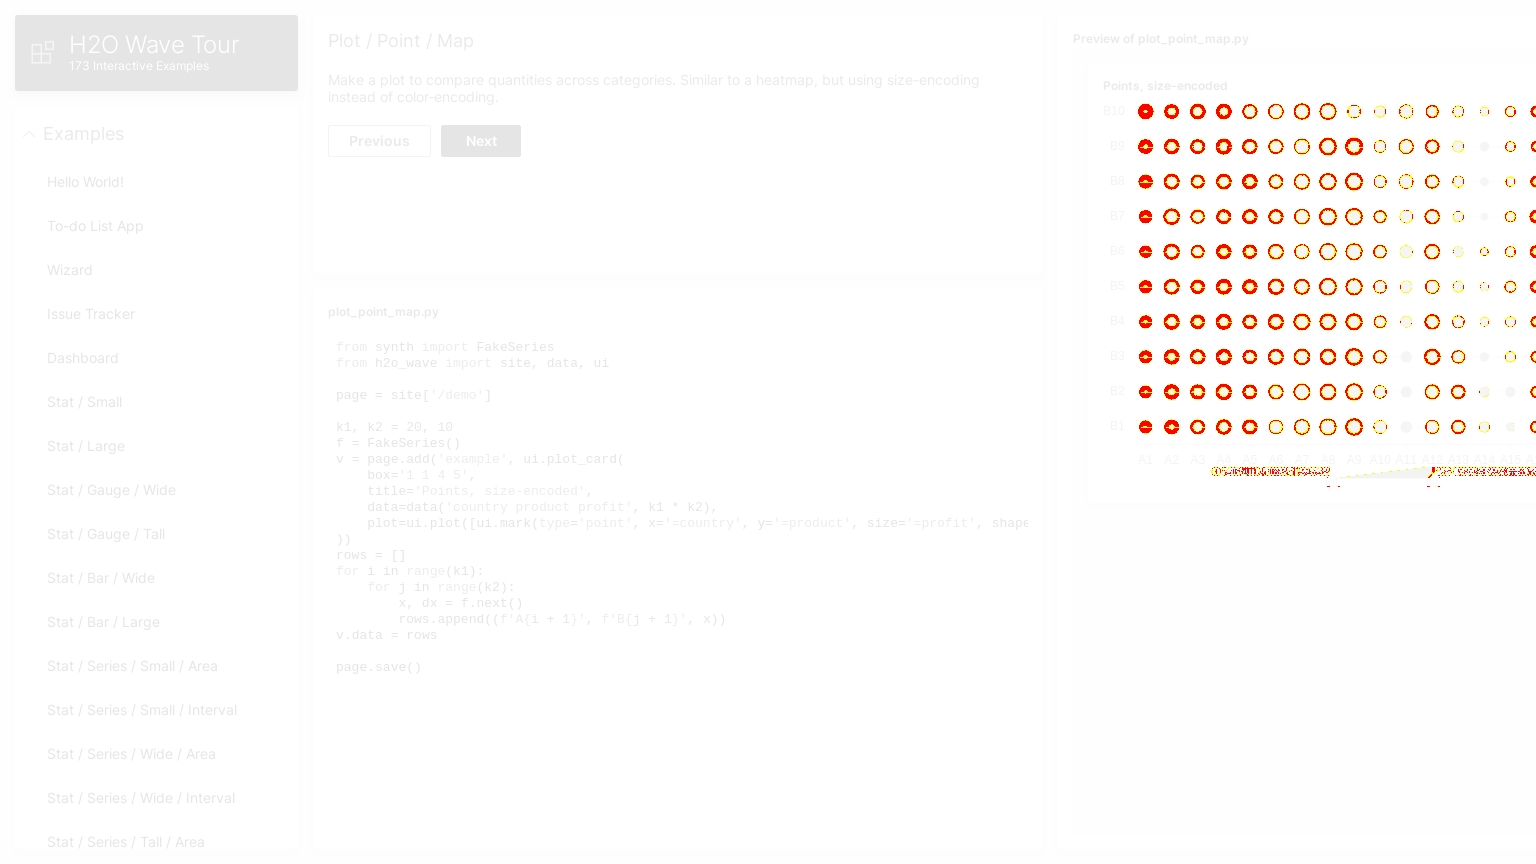 H2O Wave Tour
173 Interactive Examples
Examples
Hello World!
To-do List App
Wizard
Issue Tracker
Dashboard
Stat / Small
Stat / Large
Stat / Gauge / Wide
Stat / Gauge / Tall
Stat / Bar / Wide
Stat / Bar / Large
Stat / Series / Small / Area
Stat / Series / Small / Interval
Stat / Series / Wide / Area
Stat / Series / Wide / Interval
Stat / Series / Tall / Area
Plot / Point / Map
Make a plot to compare quantities across categories. Similar to a heatmap, but using size-encoding
instead of color-encoding.
Previous Next
plot_point_map.py
from synth import FakeSeries
from h2o_wave import site, data, ui
page = site['/demo']
k1, k2 = 20, 10
f = FakeSeries()
v = page.add('example', ui.plot_card(
    box='1 1 4 5',
    title='Points, size-encoded',
    data=data('country product profit', k1 * k2),
    plot=ui.plot([ui.mark(type='point', x='=country', y='=product', size='=profit', shape
))
rows = []
for i in range(k1):
    for j in range(k2):
        x, dx = f.next()
        rows.append((f'A{i + 1}', f'B{j + 1}', x))
v.data = rows
page.save()
Preview of plot_point_map.py
Points, size-encoded
B10
B9
B8
B7
B6
B5
B4
B3
B2
B1
A1 A2 A3 A4 A5 A6 A7 A8 A9 A10 A11 A12 A13 A14 A15